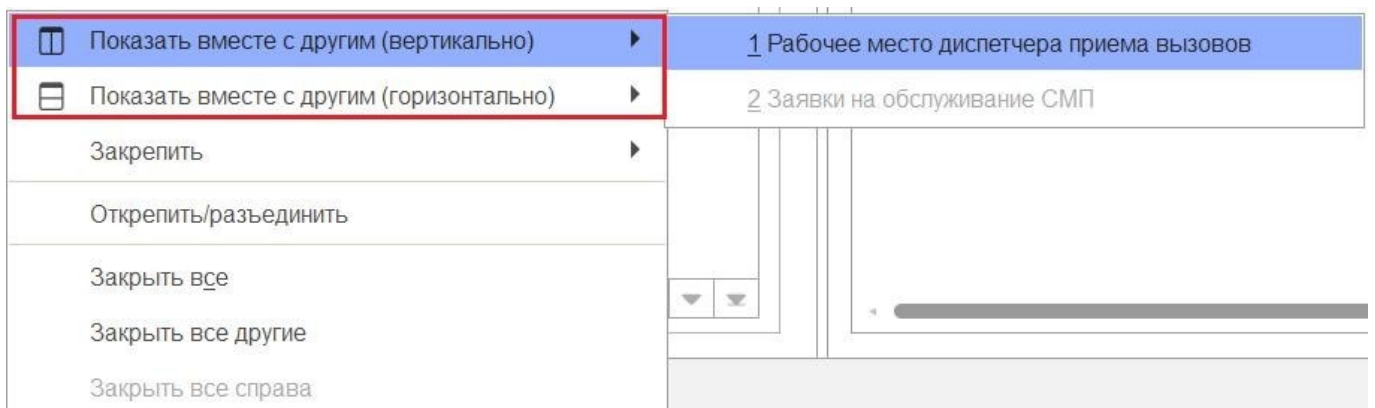 Показать вместе с другим (вертикально)
1 Рабочее место диспетчера приема вызовов
Показать вместе с другим (горизонтально)
2 Заявки на обслуживание СМП
Закрепить
Открепить/разъединить
Закрыть все
Закрыть все другие
Закрыть все справа